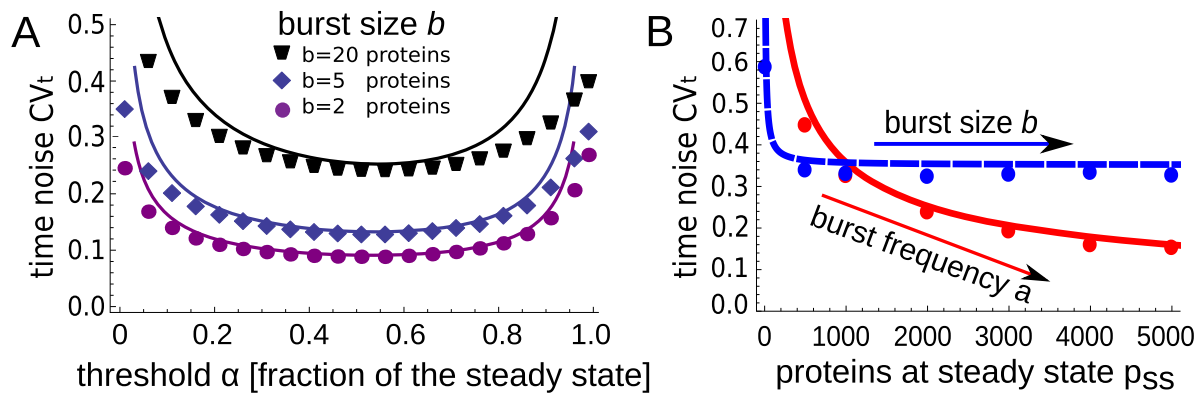 A
burst size b
b=20 proteins
b=5 proteins
b=2 proteins
time noise CVt
0.5
0.4
0.3
0.2
0.1
0.0
0
0.2
0.4
0.6
0.8
1.0
threshold α [fraction of the steady state]
B
time noise CVt
0.7
0.6
0.5
0.4
0.3
0.2
0.1
0.0
burst size b
burst frequency a
0
1000
2000
3000
4000
5000
proteins at steady state pss